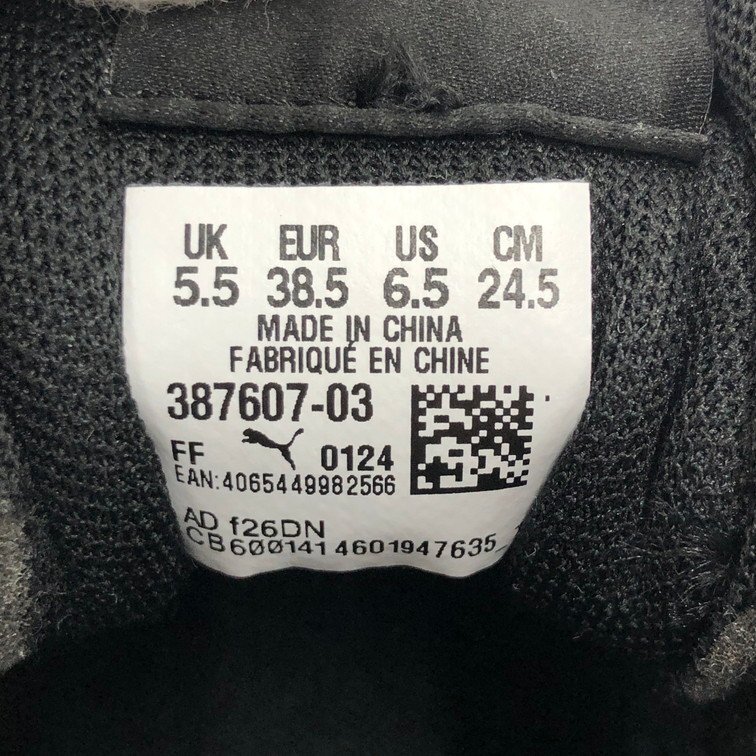 UK EUR US CM
5.5 38.5 6.5 24.5
MADE IN CHINA
FABRIQUÉ EN CHINE
387607-03
FF 0124
EAN:4065449982566
AD f26DN
CB600141 4601947635_